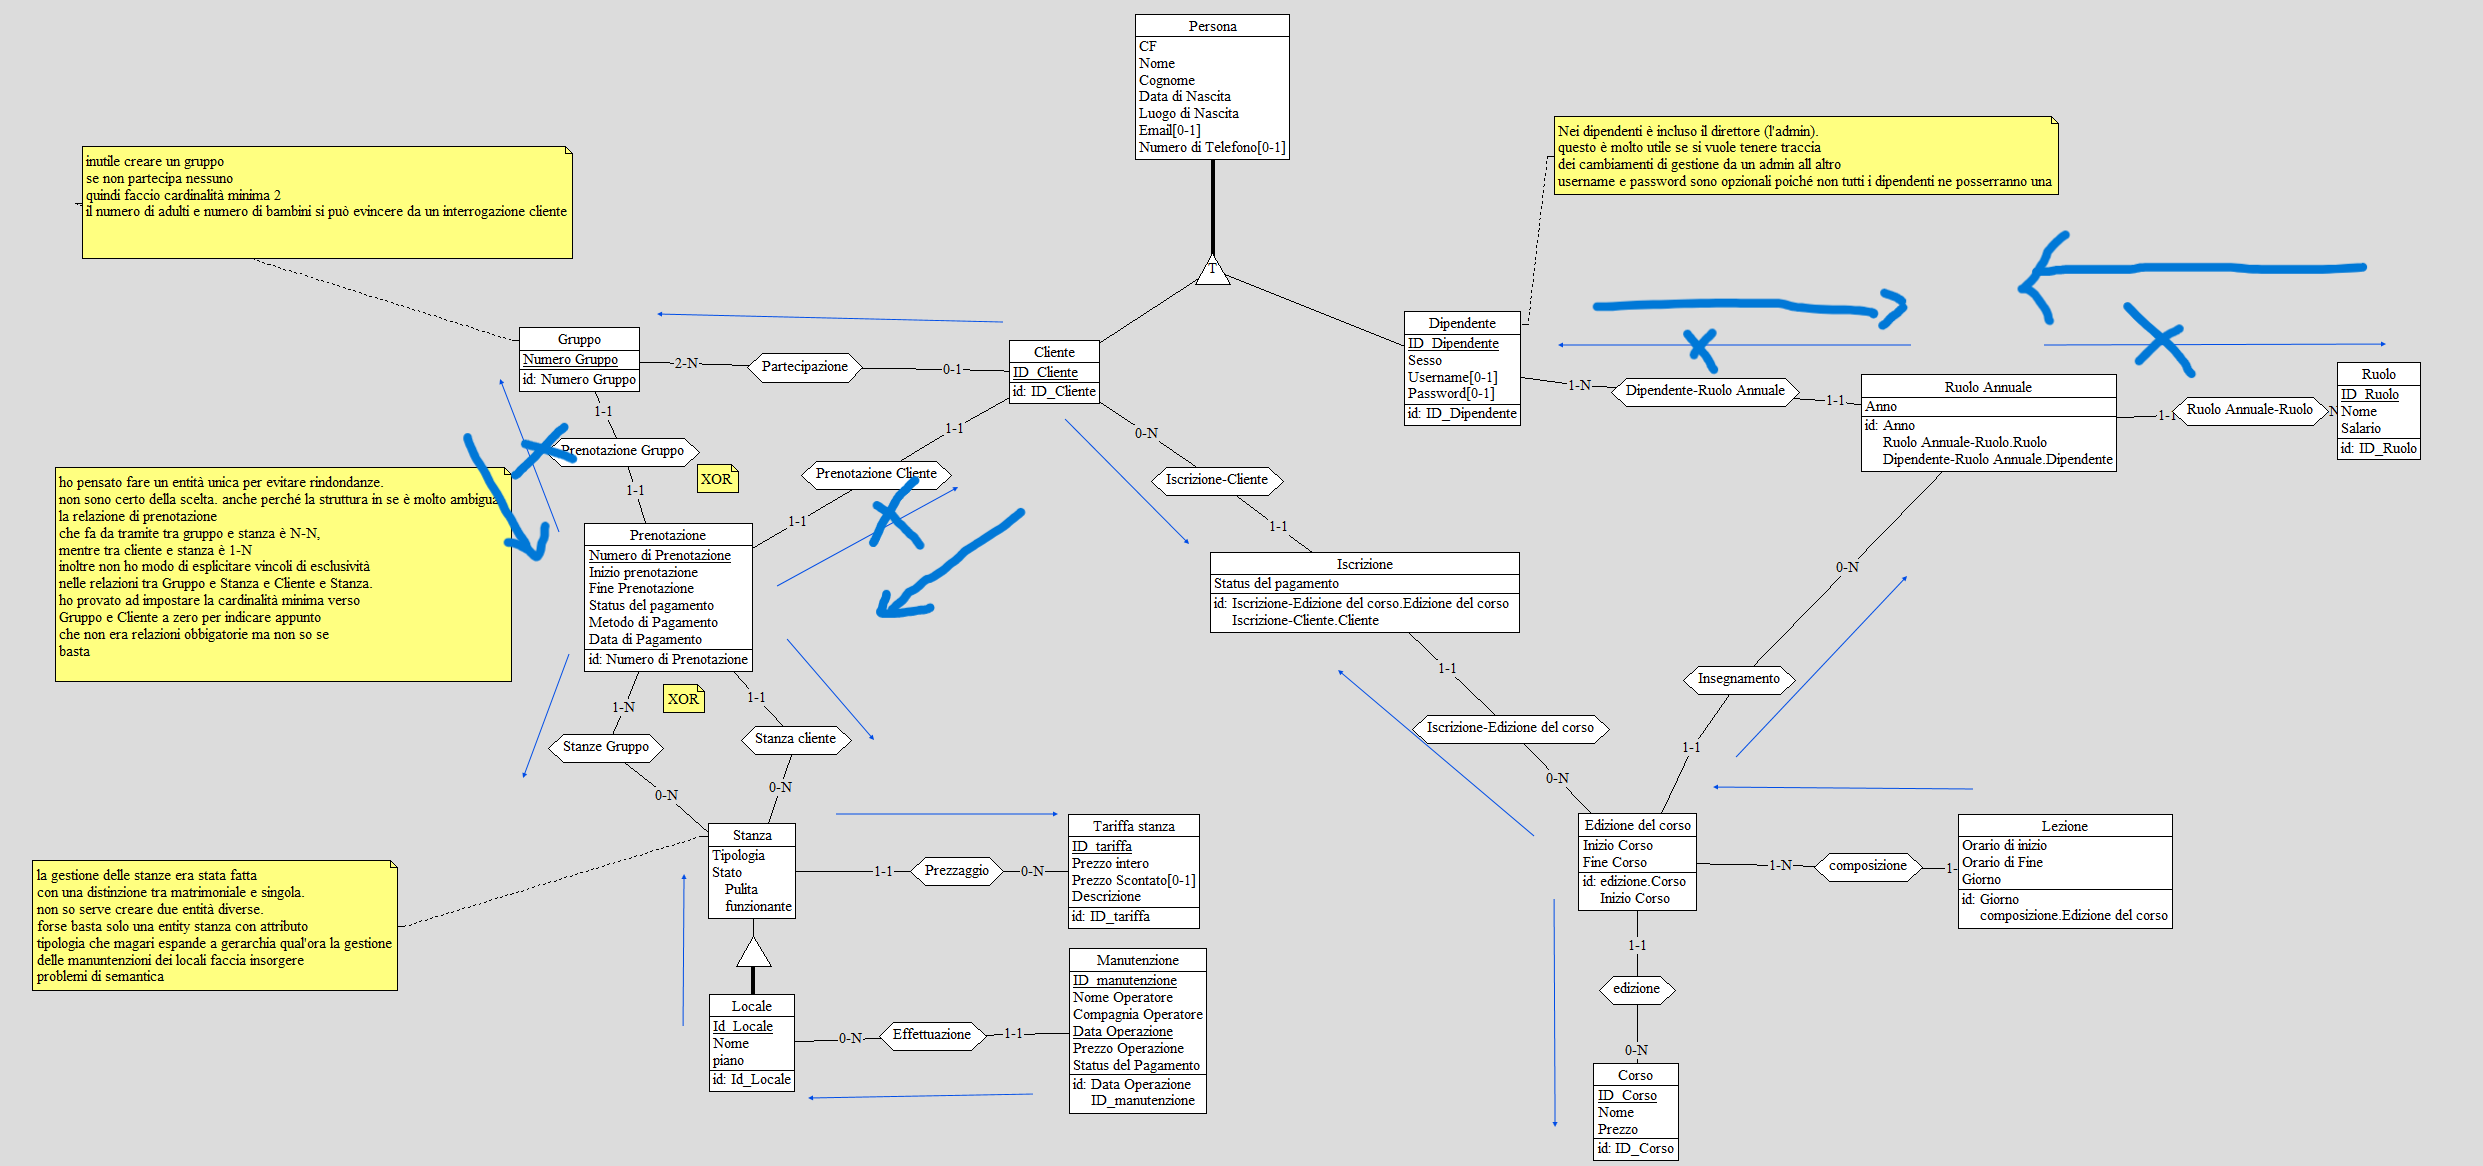 Persona
CF
Nome
Cognome
Data di Nascita
Luogo di Nascita
Email[0-1]
Numero di Telefono[0-1]
T
inutile creare un gruppo
se non partecipa nessuno
quindi faccio cardinalità minima 2
il numero di adulti e numero di bambini si può evincere da un interrogazione cliente
Nei dipendenti è incluso il direttore (l'admin).
questo è molto utile se si vuole tenere traccia
dei cambiamenti di gestione da un admin all altro
username e password sono opzionali poiché non tutti i dipendenti ne posserranno una
Gruppo
Numero Gruppo
id: Numero Gruppo
2-N
Partecipazione
0-1
Cliente
ID_Cliente
id: ID_Cliente
Dipendente
ID_Dipendente
Sesso
Username[0-1]
Password[0-1]
id: ID_Dipendente
1-N
Dipendente-Ruolo Annuale
1-1
Ruolo Annuale
Anno
id: Anno
Ruolo Annuale-Ruolo.Ruolo
Dipendente-Ruolo Annuale.Dipendente
1-1
Ruolo Annuale-Ruolo
N
Ruolo
ID_Ruolo
Nome
Salario
id: ID_Ruolo
1-1
Prenotazione Gruppo
1-1
XOR
1-1
Prenotazione Cliente
1-1
0-N
Iscrizione-Cliente
1-1
ho pensato fare un entità unica per evitare rindondanze.
non sono certo della scelta. anche perché la struttura in se è molto ambigua
la relazione di prenotazione
che fa da tramite tra gruppo e stanza è N-N,
mentre tra cliente e stanza è 1-N
inoltre non ho modo di esplicitare vincoli di esclusività
nelle relazioni tra Gruppo e Stanza e Cliente e Stanza.
ho provato ad impostare la cardinalità minima verso
Gruppo e Cliente a zero per indicare appunto
che non era relazioni obbigatorie ma non so se
basta
Prenotazione
Numero di Prenotazione
Inizio prenotazione
Fine Prenotazione
Status del pagamento
Metodo di Pagamento
Data di Pagamento
id: Numero di Prenotazione
Iscrizione
Status del pagamento
id: Iscrizione-Edizione del corso.Edizione del corso
Iscrizione-Cliente.Cliente
0-N
Insegnamento
1-1
1-N
XOR
1-1
Stanze Gruppo
Stanza cliente
0-N
0-N
1-1
Iscrizione-Edizione del corso
0-N
Stanza
Tipologia
Stato
Pulita
funzionante
1-1
Prezzaggio
0-N
Tariffa stanza
ID_tariffa
Prezzo intero
Prezzo Scontato[0-1]
Descrizione
id: ID_tariffa
Edizione del corso
Inizio Corso
Fine Corso
id: edizione.Corso
Inizio Corso
1-N
composizione
1-
Lezione
Orario di inizio
Orario di Fine
Giorno
id: Giorno
composizione.Edizione del corso
la gestione delle stanze era stata fatta
con una distinzione tra matrimoniale e singola.
non so serve creare due entità diverse.
forse basta solo una entity stanza con attributo
tipologia che magari espande a gerarchia qual'ora la gestione
delle manuntenzioni dei locali faccia insorgere
problemi di semantica
Locale
Id_Locale
Nome
piano
id: Id_Locale
0-N
Effettuazione
1-1
Manutenzione
ID_manutenzione
Nome Operatore
Compagnia Operatore
Data Operazione
Prezzo Operazione
Status del Pagamento
id: Data Operazione
ID_manutenzione
1-1
edizione
0-N
Corso
ID_Corso
Nome
Prezzo
id: ID_Corso